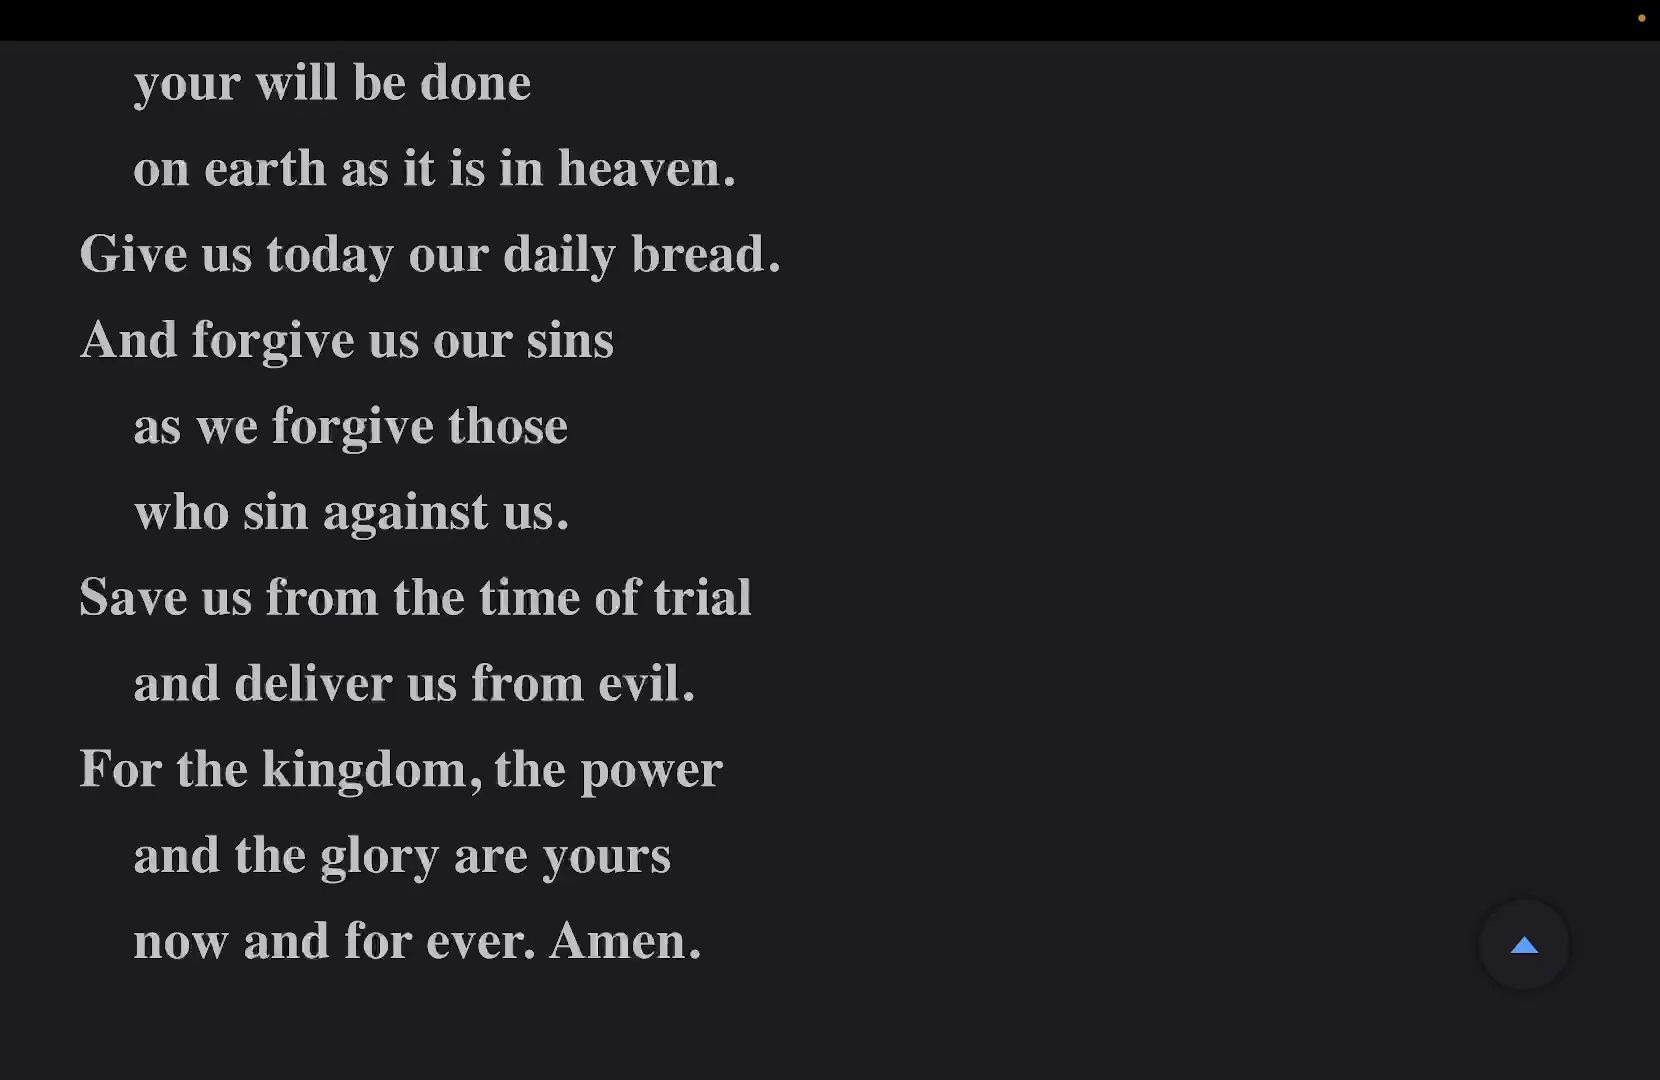 your will be done
on earth as it is in heaven.
Give us today our daily bread.
And forgive us our sins
as we forgive those
who sin against us.
Save us from the time of trial
and deliver us from evil.
For the kingdom, the power
and the glory are yours
now and for ever. Amen.